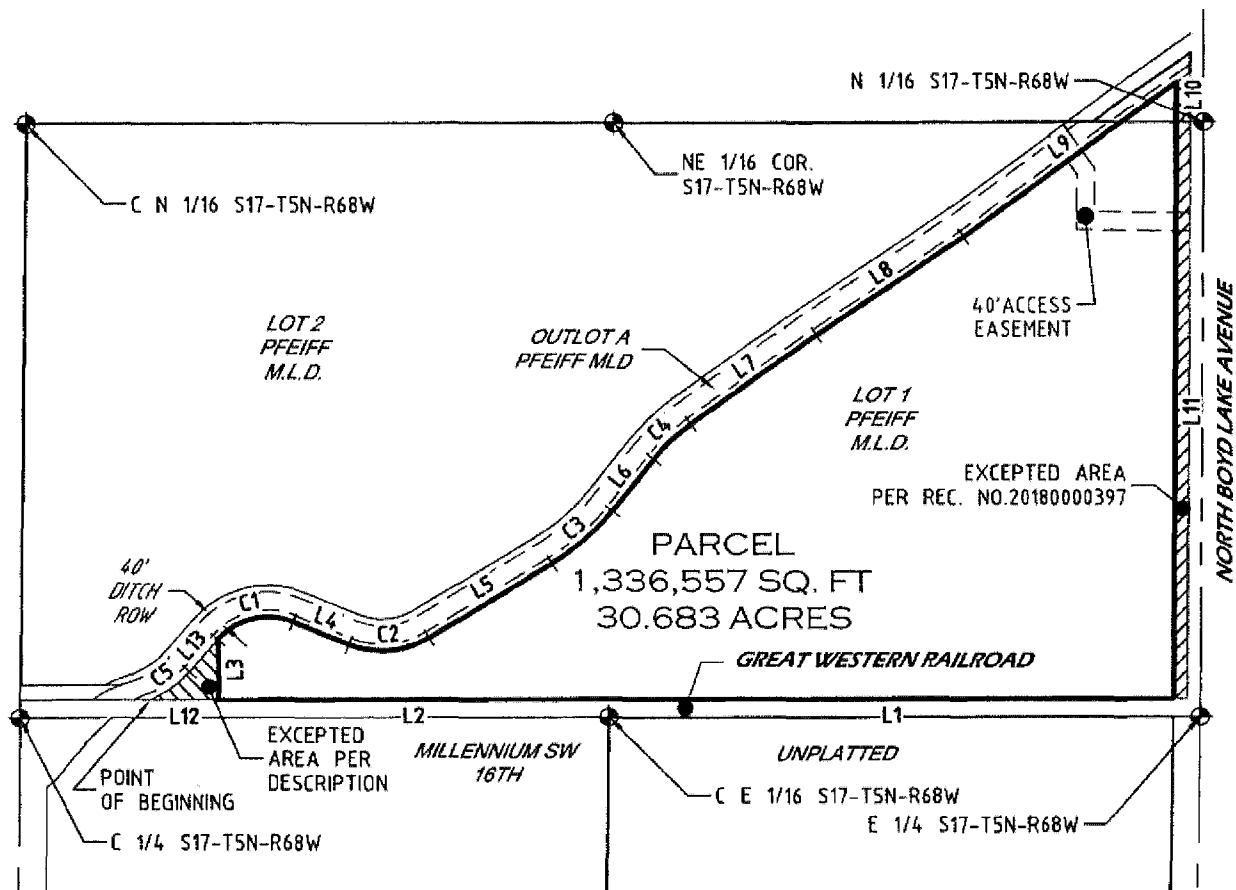 N 1/16 S17-T5N-R68W
L10
NE 1/16 COR.
S17-T5N-R68W
L9
C N 1/16 S17-T5N-R68W
L8
40'ACCESS
EASEMENT
LOT 2
PFEIFF
M.L.D.
OUTLOT A
PFEIFF MLD
L7
LOT 1
PFEIFF
M.L.D.
L11
NORTH BOYD LAKE AVENUE
C4
L6
EXCEPTED AREA
PER REC. NO.20180000397
C3
PARCEL
1,336,557 SQ. FT
30.683 ACRES
40'
DITCH
ROW
C1
L4
C2
L5
L13
C5
L3
GREAT WESTERN RAILROAD
L12
L2
L1
EXCEPTED
AREA PER
DESCRIPTION
MILLENNIUM SW
16TH
UNPLATTED
POINT
OF BEGINNING
C E 1/16 S17-T5N-R68W
E 1/4 S17-T5N-R68W
C 1/4 S17-T5N-R68W